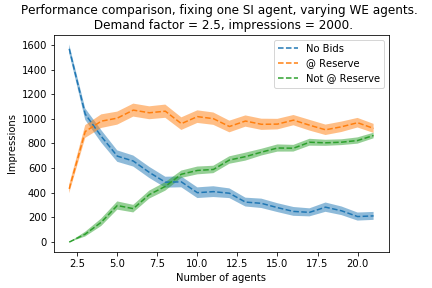 Performance comparison, fixing one SI agent, varying WE agents.
Demand factor = 2.5, impressions = 2000.
No Bids
@ Reserve
Not @ Reserve
Impressions
1600
1400
1200
1000
800
600
400
200
0
2.5 5.0 7.5 10.0 12.5 15.0 17.5 20.0
Number of agents